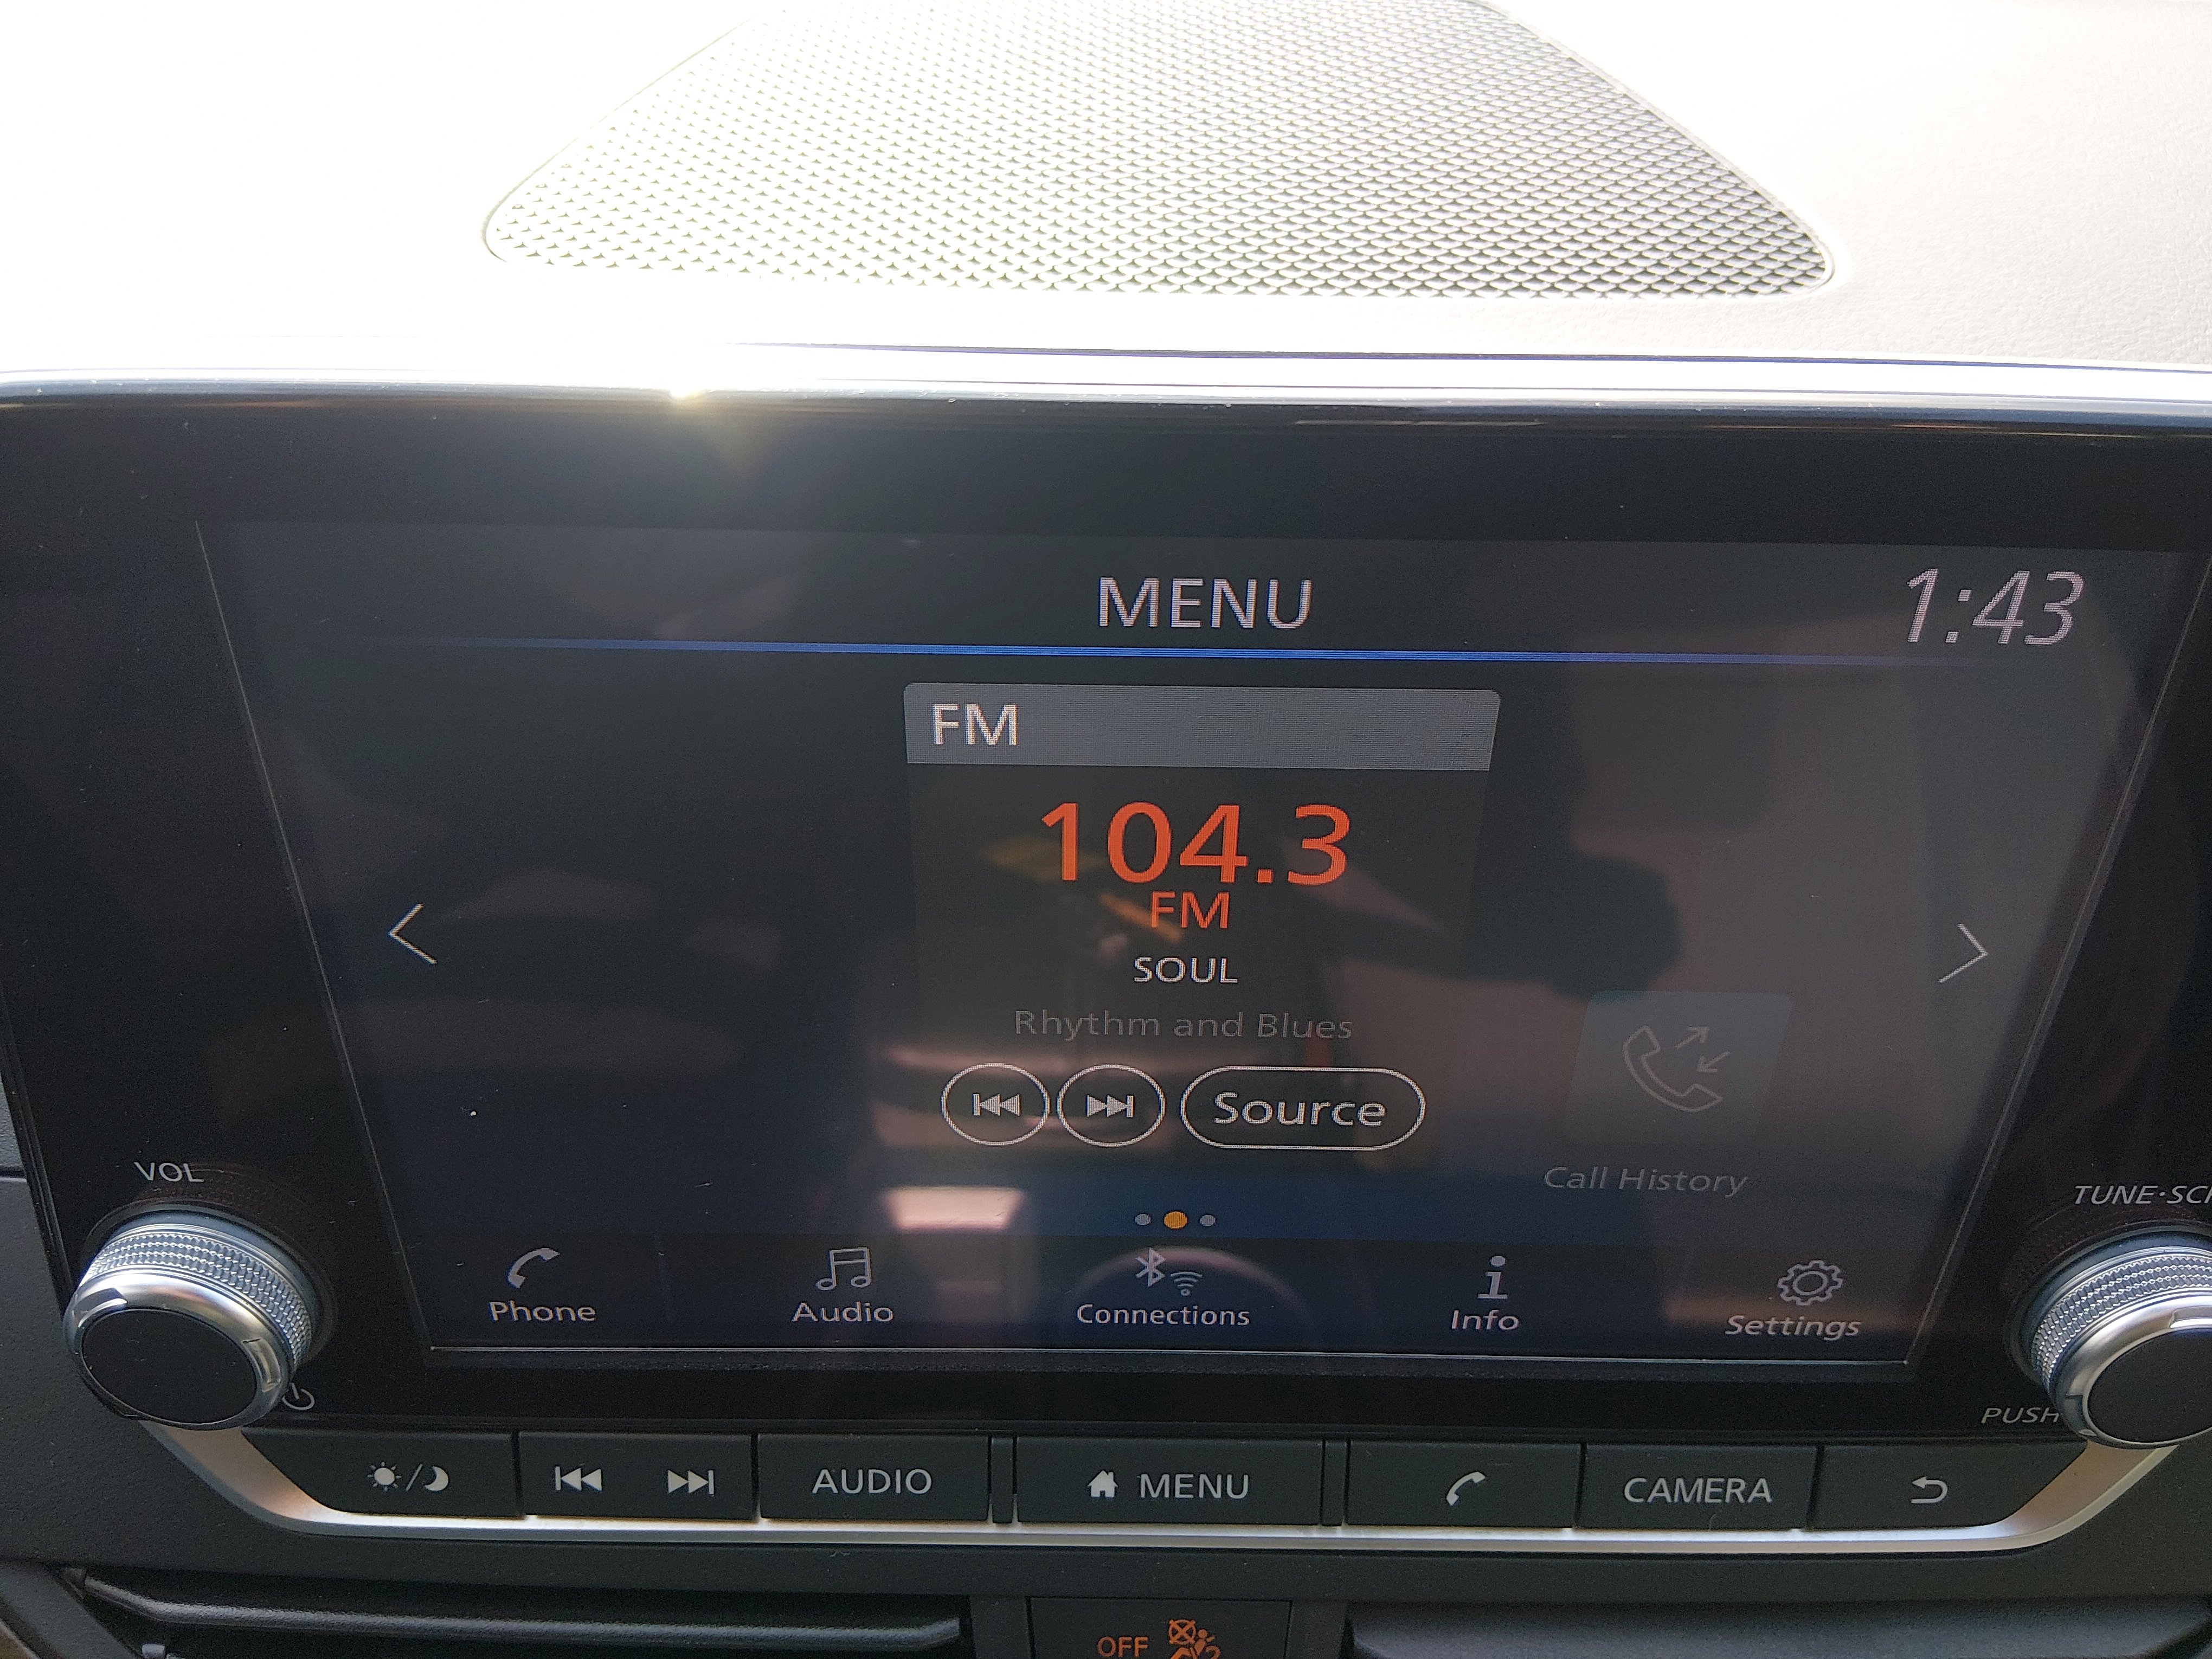 MENU
1:43
FM
104.3
FM
SOUL
Rhythm and Blues
Source
Call History
VOL
Phone
Audio
Connections
Info
Settings
PUSH
AUDIO
MENU
CAMERA
OFF